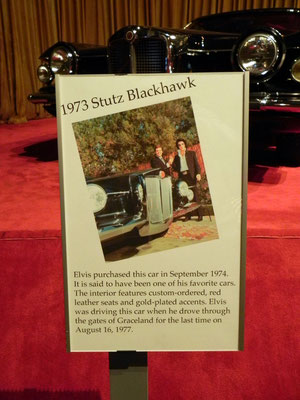 1973 Stutz Blackhawk
Elvis purchased this car in September 1974.
It is said to have been one of his favorite cars.
The interior features custom-ordered, red
leather seats and gold-plated accents. Elvis
was driving this car when he drove through
the gates of Graceland for the last time on
August 16, 1977.